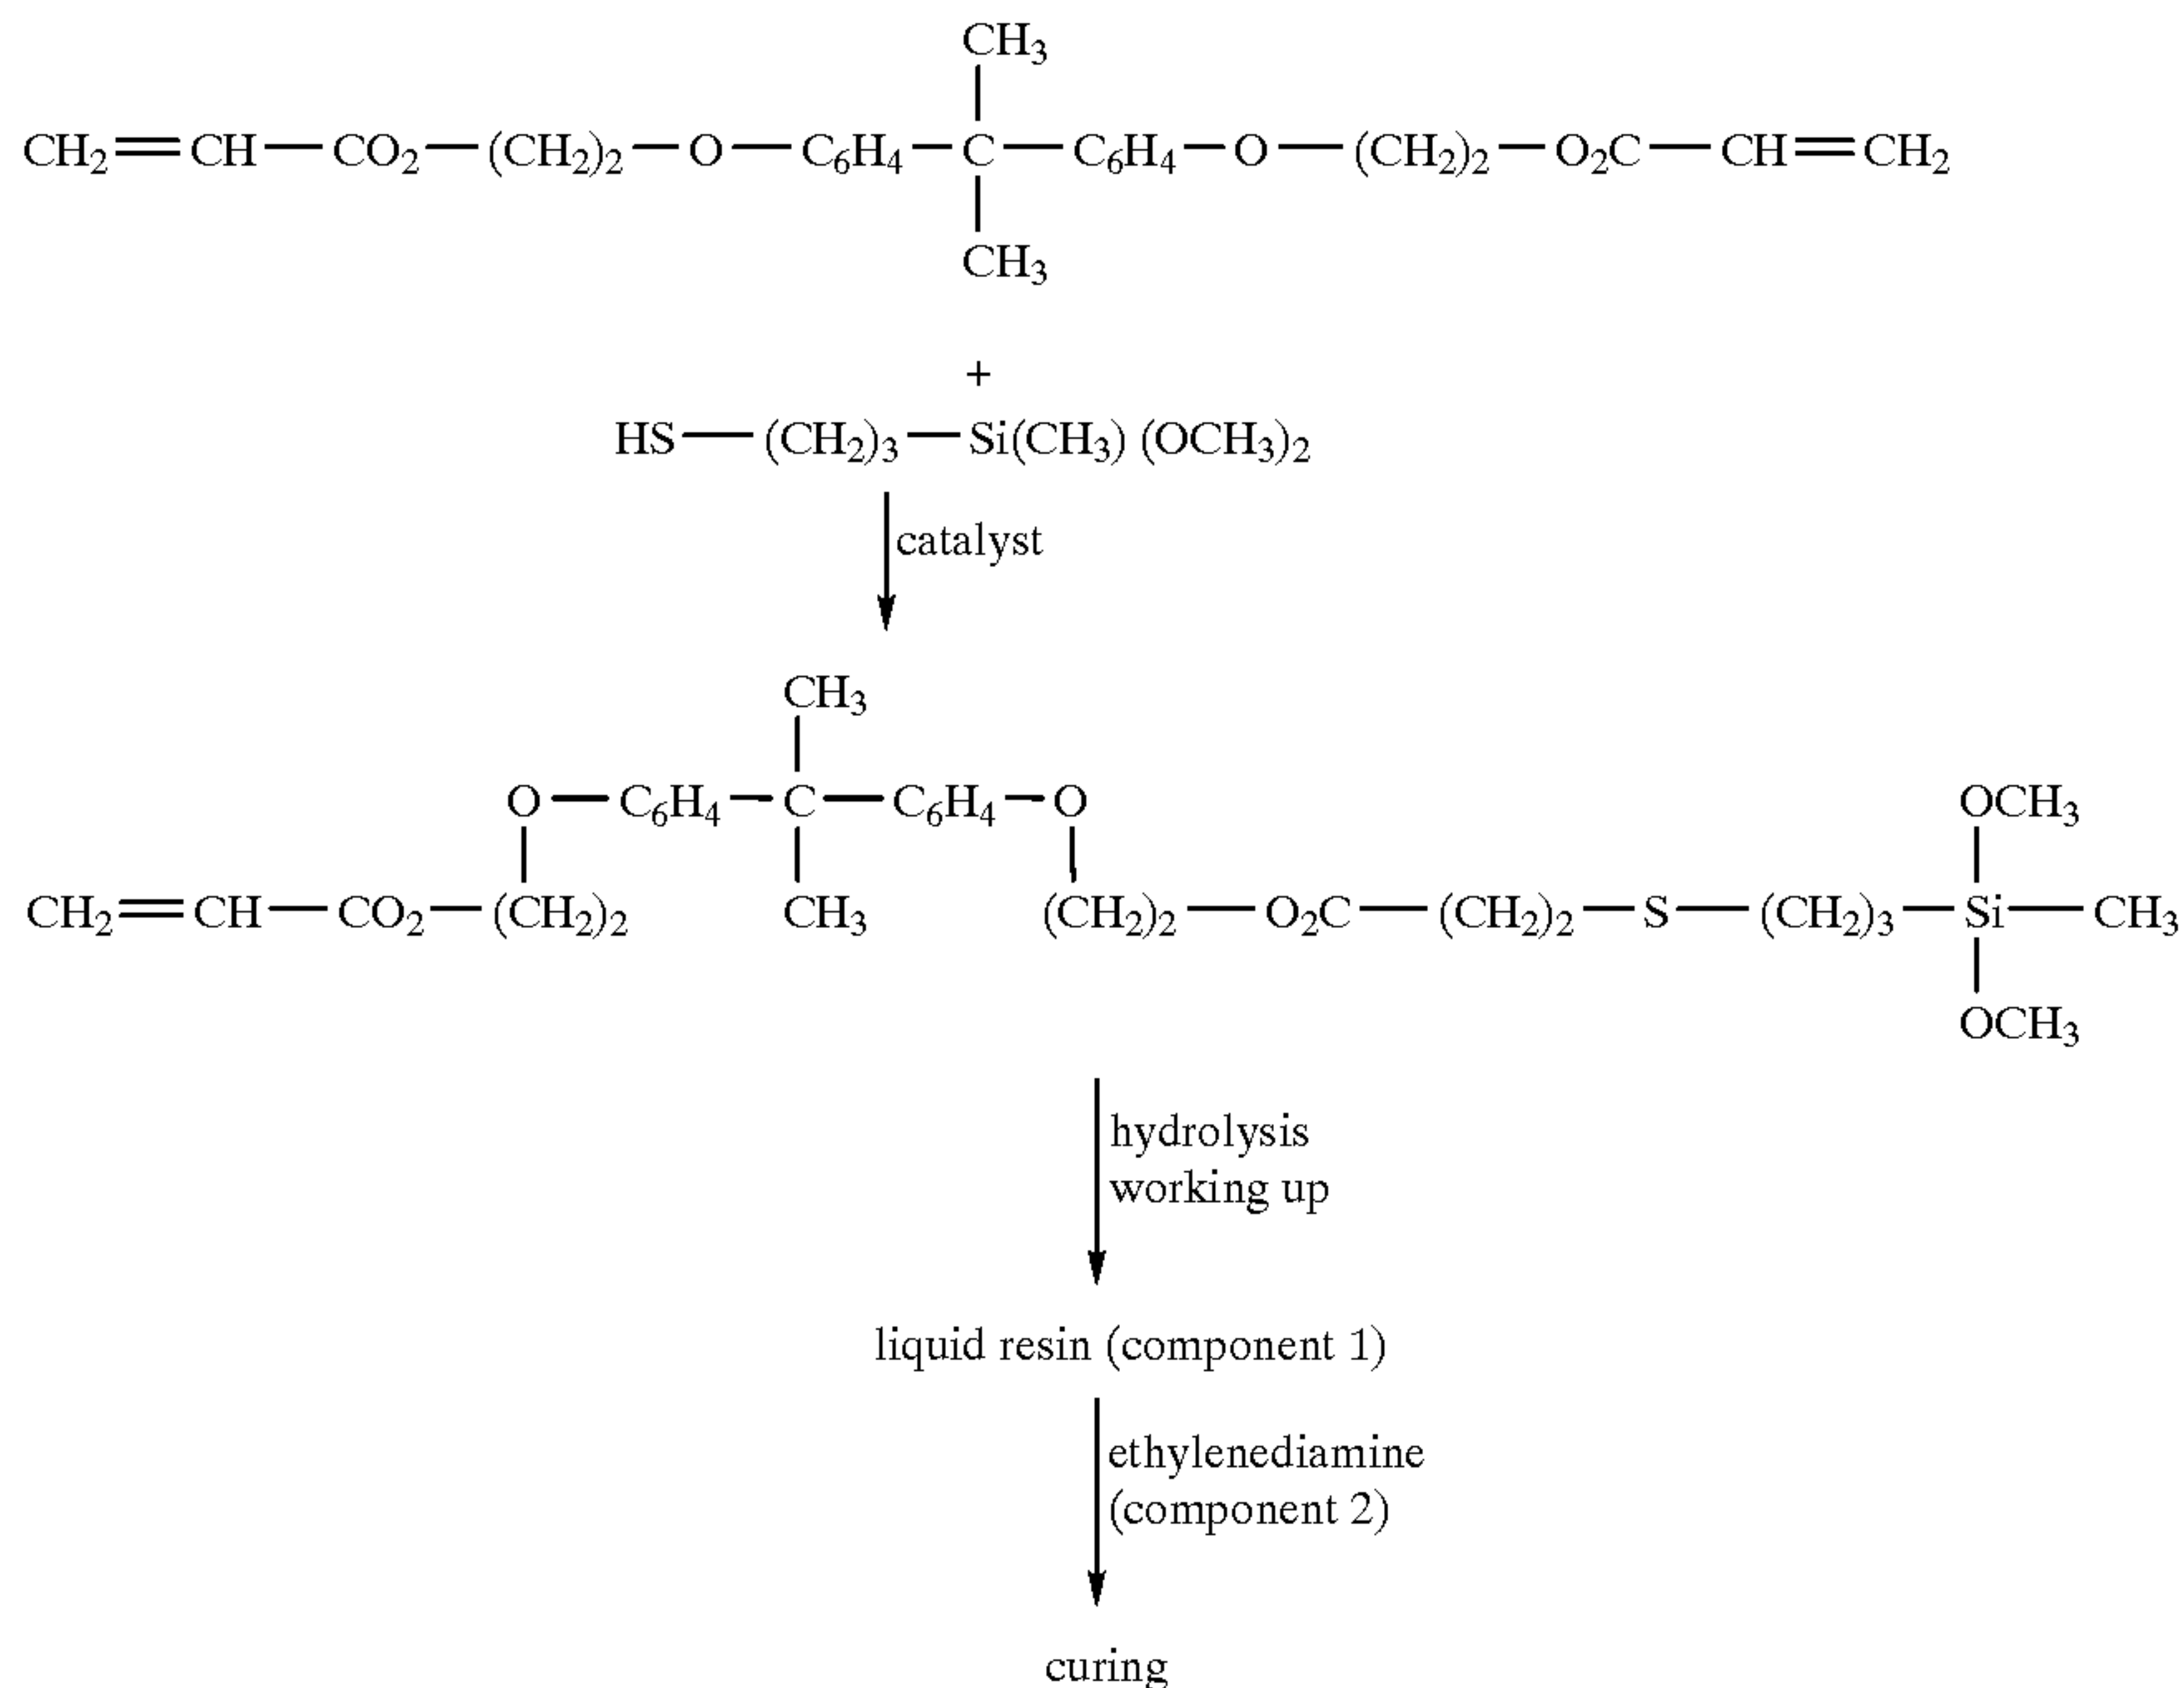 CH3
CH2=CH—CO2—(CH2)2—O—C6H4—C—C6H4—O—(CH2)2—O2C—CH=CH2
CH3
+
HS—(CH2)3—Si(CH3) (OCH3)2
catalyst
CH3
O—C6H4—C—C6H4—O OCH3
CH2=CH—CO2—(CH2)2 CH3 (CH2)2—O2C—(CH2)2—S—(CH2)3—Si—CH3
OCH3
hydrolysis
working up
liquid resin (component 1)
ethylenediamine
(component 2)
curing